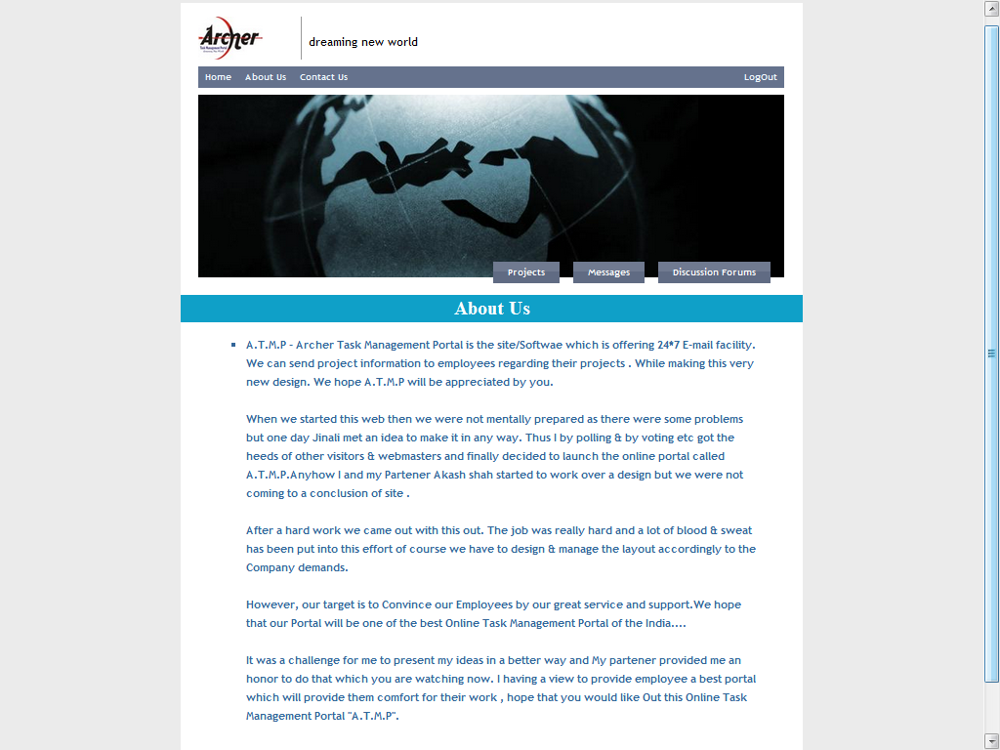 Archer
dreaming new world
Home About Us Contact Us LogOut
Projects Messages Discussion Forums
About Us
A.T.M.P - Archer Task Management Portal is the site/Softwae which is offering 24*7 E-mail facility.
We can send project information to employees regarding their projects . While making this very
new design. We hope A.T.M.P will be appreciated by you.
When we started this web then we were not mentally prepared as there were some problems
but one day Jinali met an idea to make it in any way. Thus I by polling & by voting etc got the
heeds of other visitors & webmasters and finally decided to launch the online portal called
A.T.M.P.Anyhow I and my Partener Akash shah started to work over a design but we were not
coming to a conclusion of site .
After a hard work we came out with this out. The job was really hard and a lot of blood & sweat
has been put into this effort of course we have to design & manage the layout accordingly to the
Company demands.
However, our target is to Convince our Employees by our great service and support.We hope
that our Portal will be one of the best Online Task Management Portal of the India....
It was a challenge for me to present my ideas in a better way and My partener provided me an
honor to do that which you are watching now. I having a view to provide employee a best portal
which will provide them comfort for their work , hope that you would like Out this Online Task
Management Portal "A.T.M.P".